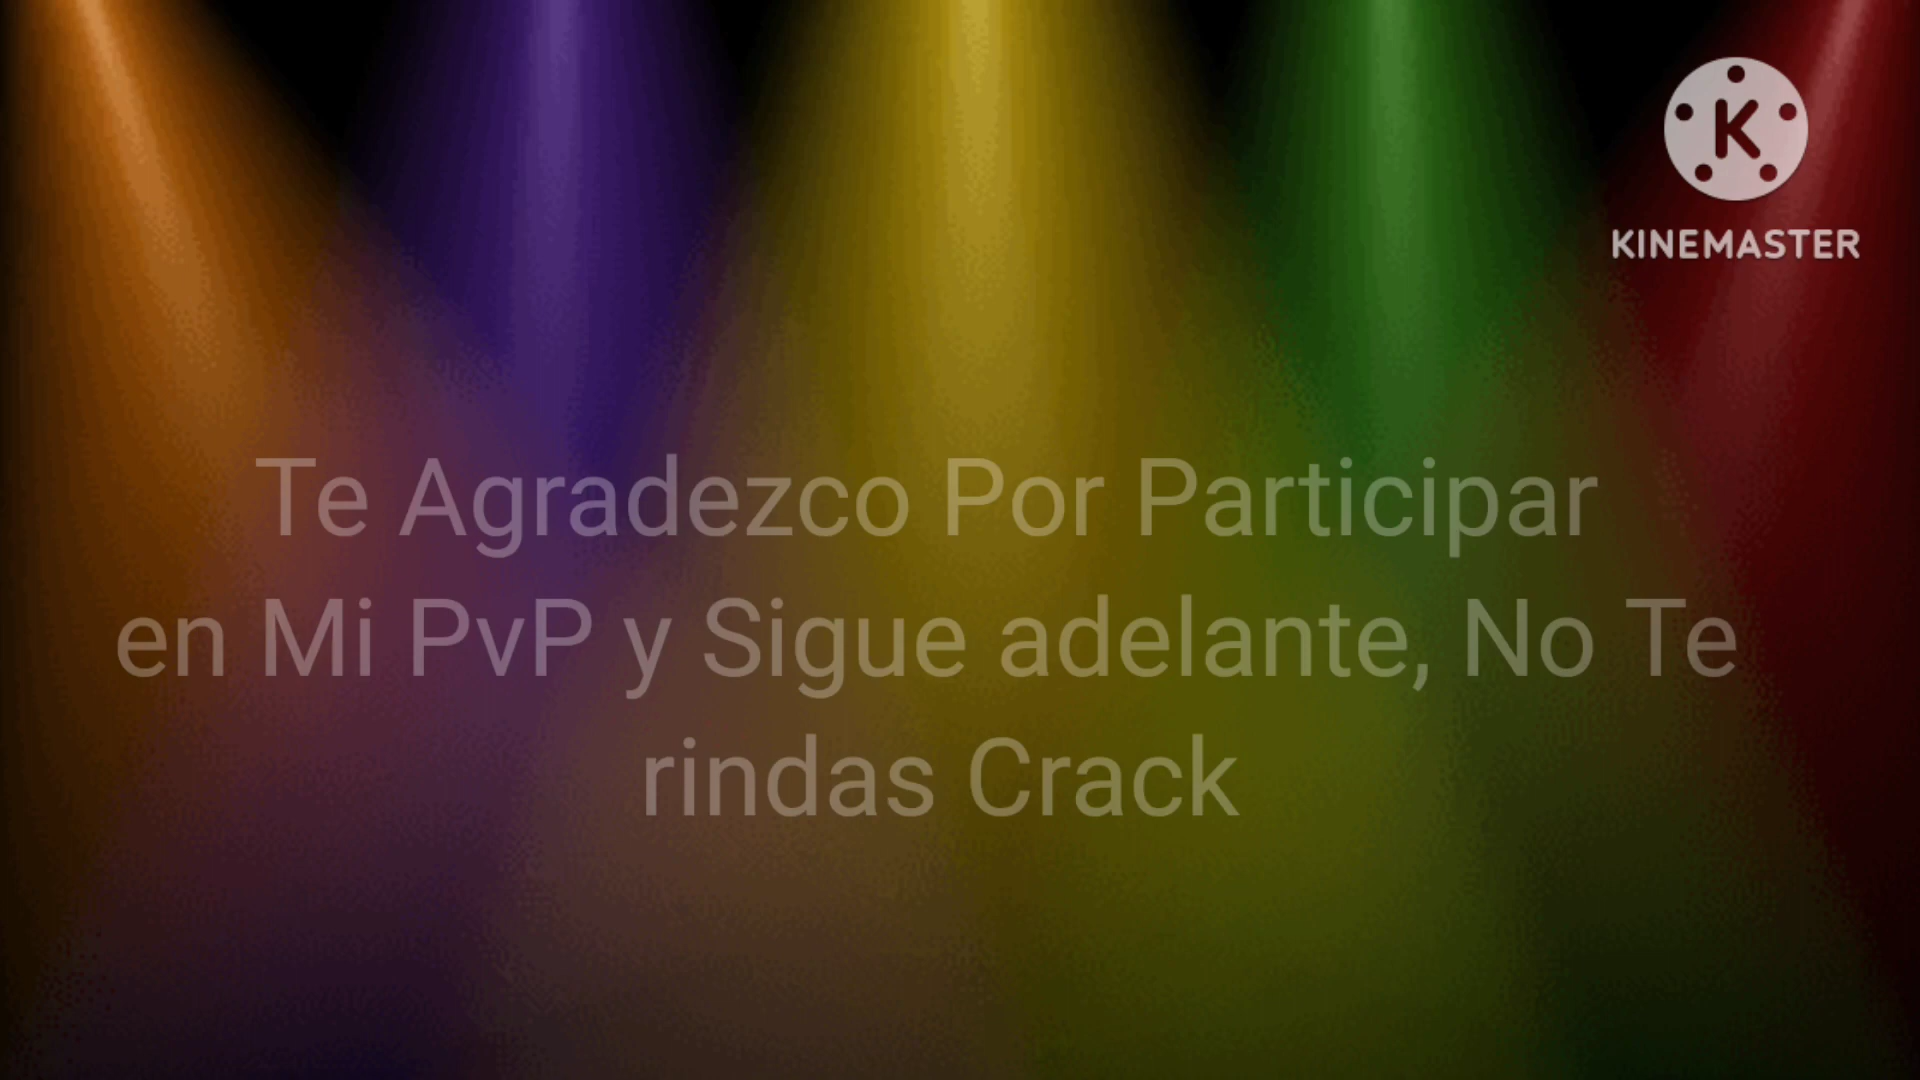 K
KINEMASTER
Te Agradezco Por Participar
en Mi PvP y Sigue adelante, No Te
rindas Crack